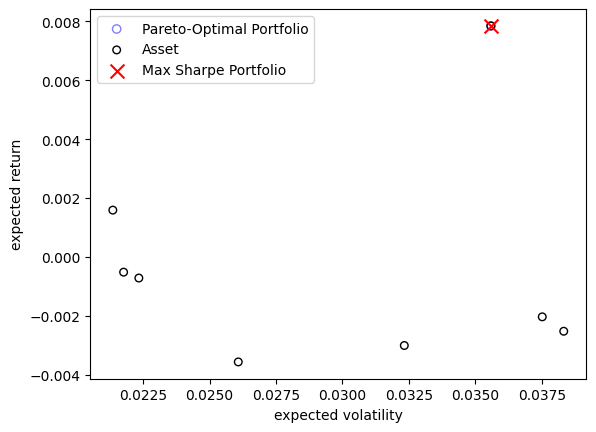 Pareto-Optimal Portfolio
Asset
Max Sharpe Portfolio
expected return
0.008
0.006
0.004
0.002
0.000
−0.002
−0.004
0.0225 0.0250 0.0275 0.0300 0.0325 0.0350 0.0375
expected volatility